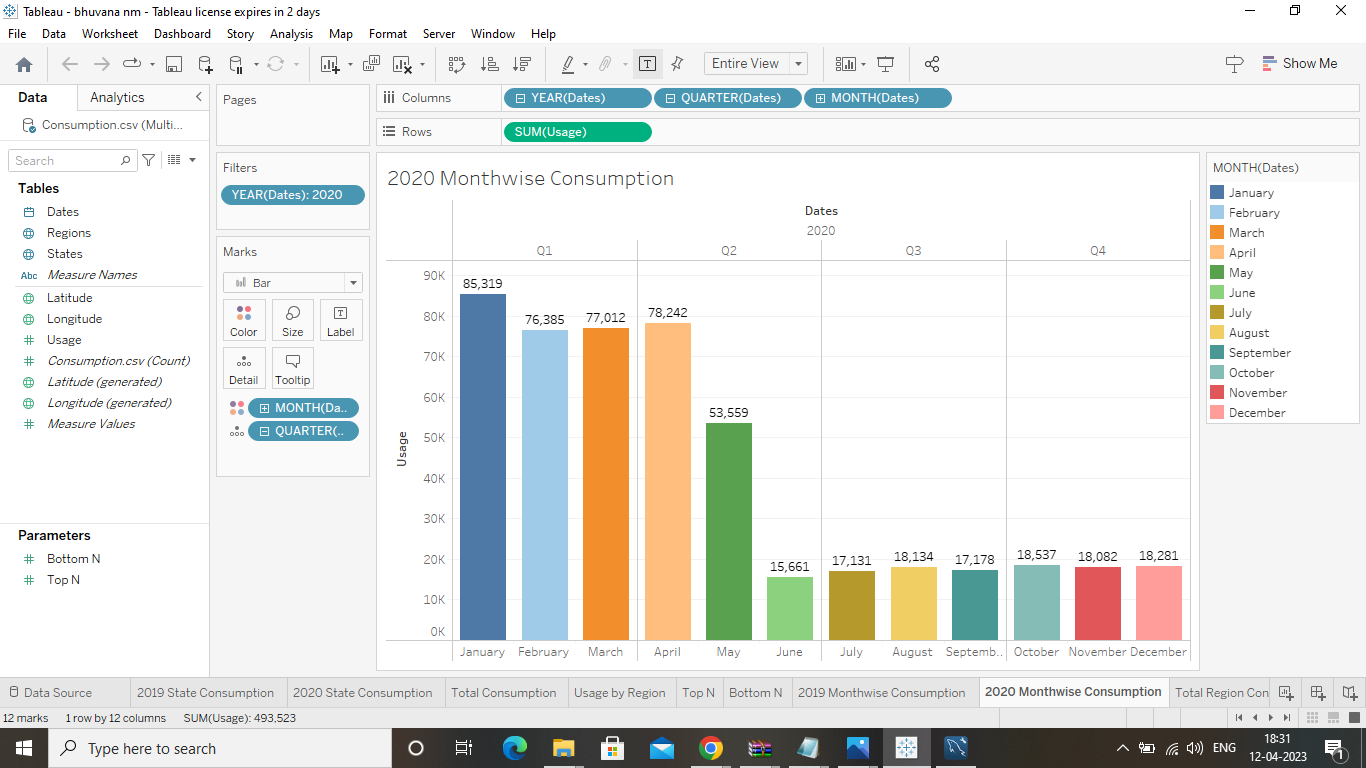 Tableau - bhuvana nm - Tableau license expires in 2 days
File Data Worksheet Dashboard Story Analysis Map Format Server Window Help
Entire View
Show Me
Data Analytics
Consumption.csv (Multi...
Search
Tables
Dates
Regions
States
Abc Measure Names
Latitude
Longitude
Usage
Consumption.csv (Count)
Latitude (generated)
Longitude (generated)
Measure Values
Parameters
Bottom N
Top N
Pages
Filters
YEAR(Dates): 2020
Marks
Bar
Color Size Label
Detail Tooltip
MONTH(Da..
QUARTER(..
Columns YEAR(Dates) QUARTER(Dates) MONTH(Dates)
Rows SUM(Usage)
2020 Monthwise Consumption
Dates
2020
Q1 Q2 Q3 Q4
Usage
90K
80K
70K
60K
50K
40K
30K
20K
10K
0K
85,319 76,385 77,012 78,242 53,559 15,661 17,131 18,134 17,178 18,537 18,082 18,281
January February March April May June July August Septemb.. October November December
MONTH(Dates)
January
February
March
April
May
June
July
August
September
October
November
December
Data Source 2019 State Consumption 2020 State Consumption Total Consumption Usage by Region Top N Bottom N 2019 Monthwise Consumption 2020 Monthwise Consumption Total Region Con
12 marks 1 row by 12 columns SUM(Usage): 493,523
Type here to search
ENG
18:31
12-04-2023
1